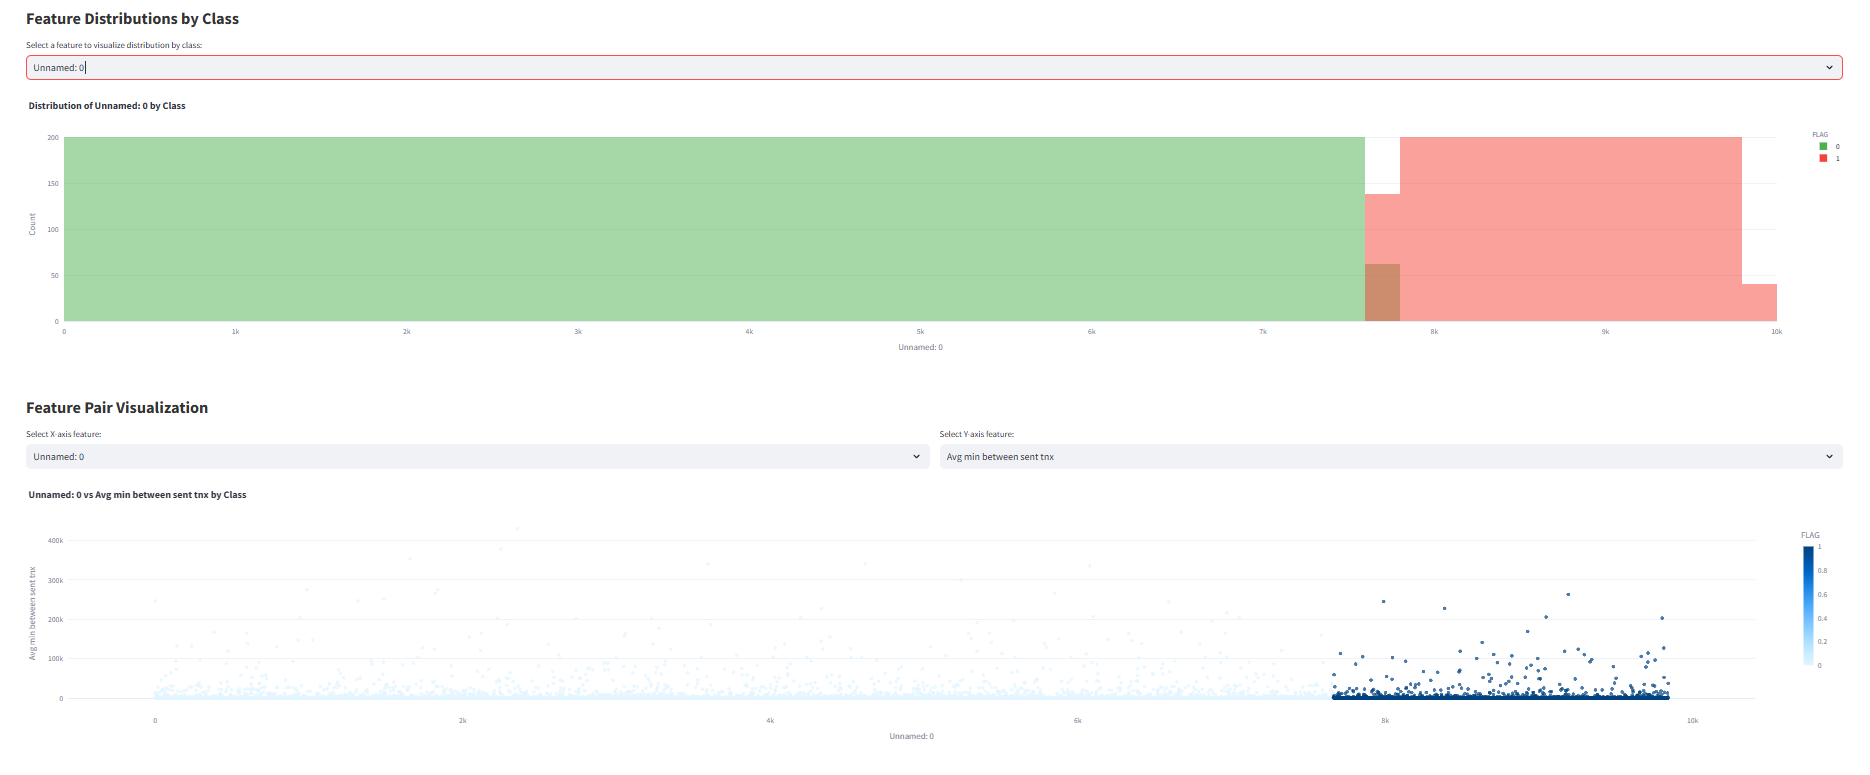 Feature Distributions by Class
Select a feature to visualize distribution by class:
Unnamed: 0
Distribution of Unnamed: 0 by Class
FLAG
0
1
200
150
100
50
0
Count
0 1k 2k 3k 4k 5k 6k 7k 8k 9k 10k
Unnamed: 0
Feature Pair Visualization
Select X-axis feature: Select Y-axis feature:
Unnamed: 0 Avg min between sent tnx
Unnamed: 0 vs Avg min between sent tnx by Class
FLAG
1
0.8
0.6
0.4
0.2
0
400k
300k
200k
100k
0
Avg min between sent tnx
0 2k 4k 6k 8k 10k
Unnamed: 0